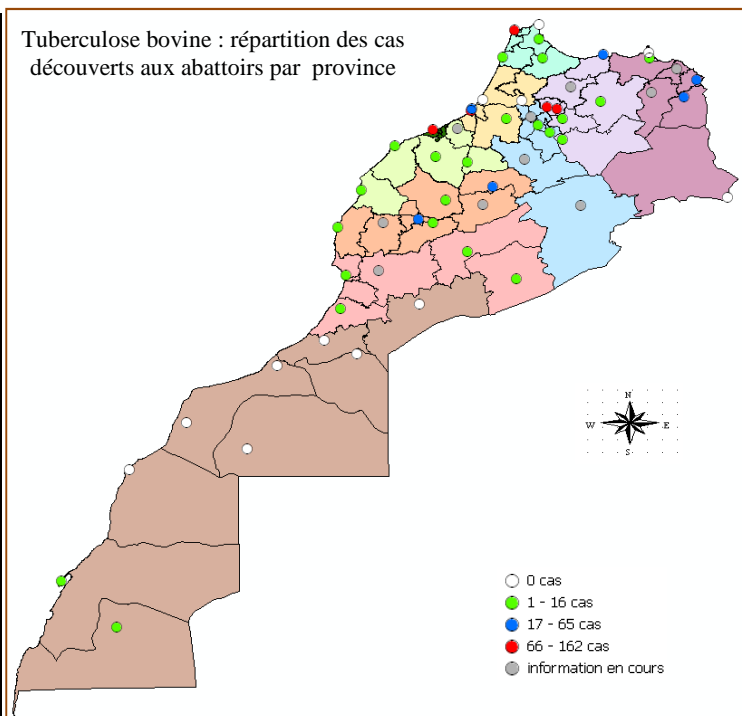 Tuberculose bovine : répartition des cas
découverts aux abattoirs par province
N
W E
S
0 cas
1 - 16 cas
17 - 65 cas
66 - 162 cas
information en cours